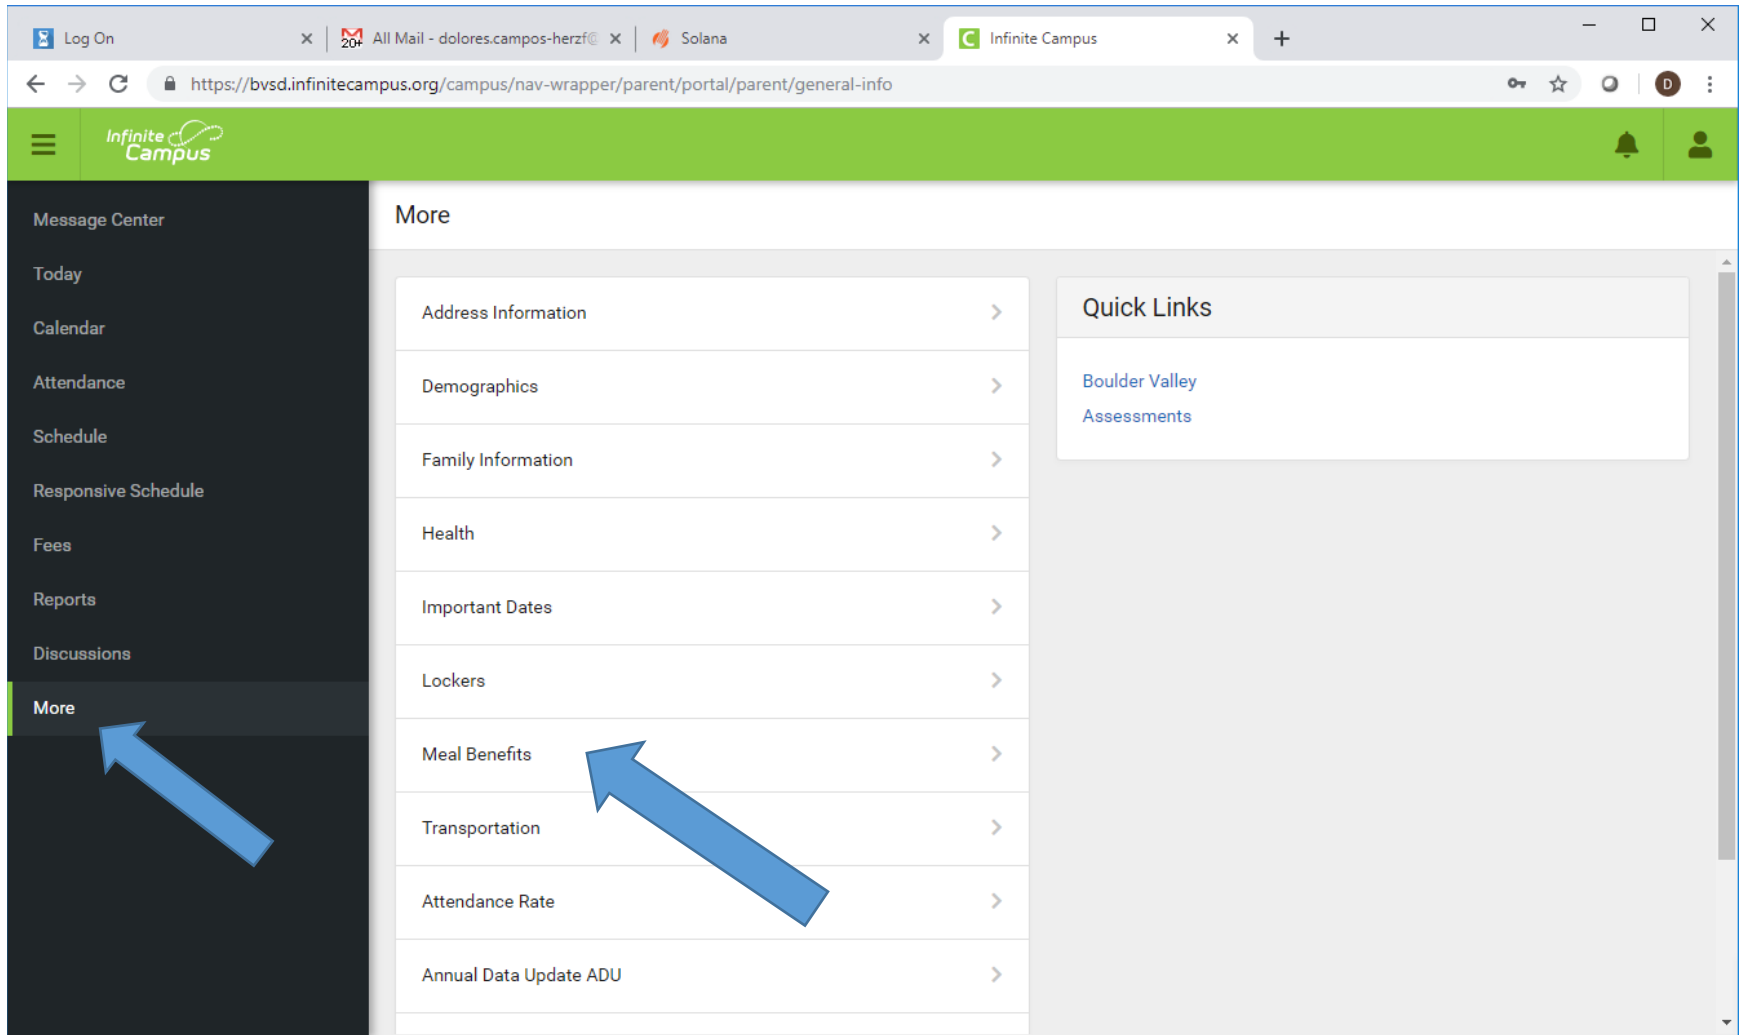 Log On
20+ All Mail - dolores.campos-herzf@
Solana
Infinite Campus
https://bvsd.infinitecampus.org/campus/nav-wrapper/parent/portal/parent/general-info
D
Infinite
Campus
Message Center
Today
Calendar
Attendance
Schedule
Responsive Schedule
Fees
Reports
Discussions
More
More
Address Information
Demographics
Family Information
Health
Important Dates
Lockers
Meal Benefits
Transportation
Attendance Rate
Annual Data Update ADU
Quick Links
Boulder Valley
Assessments